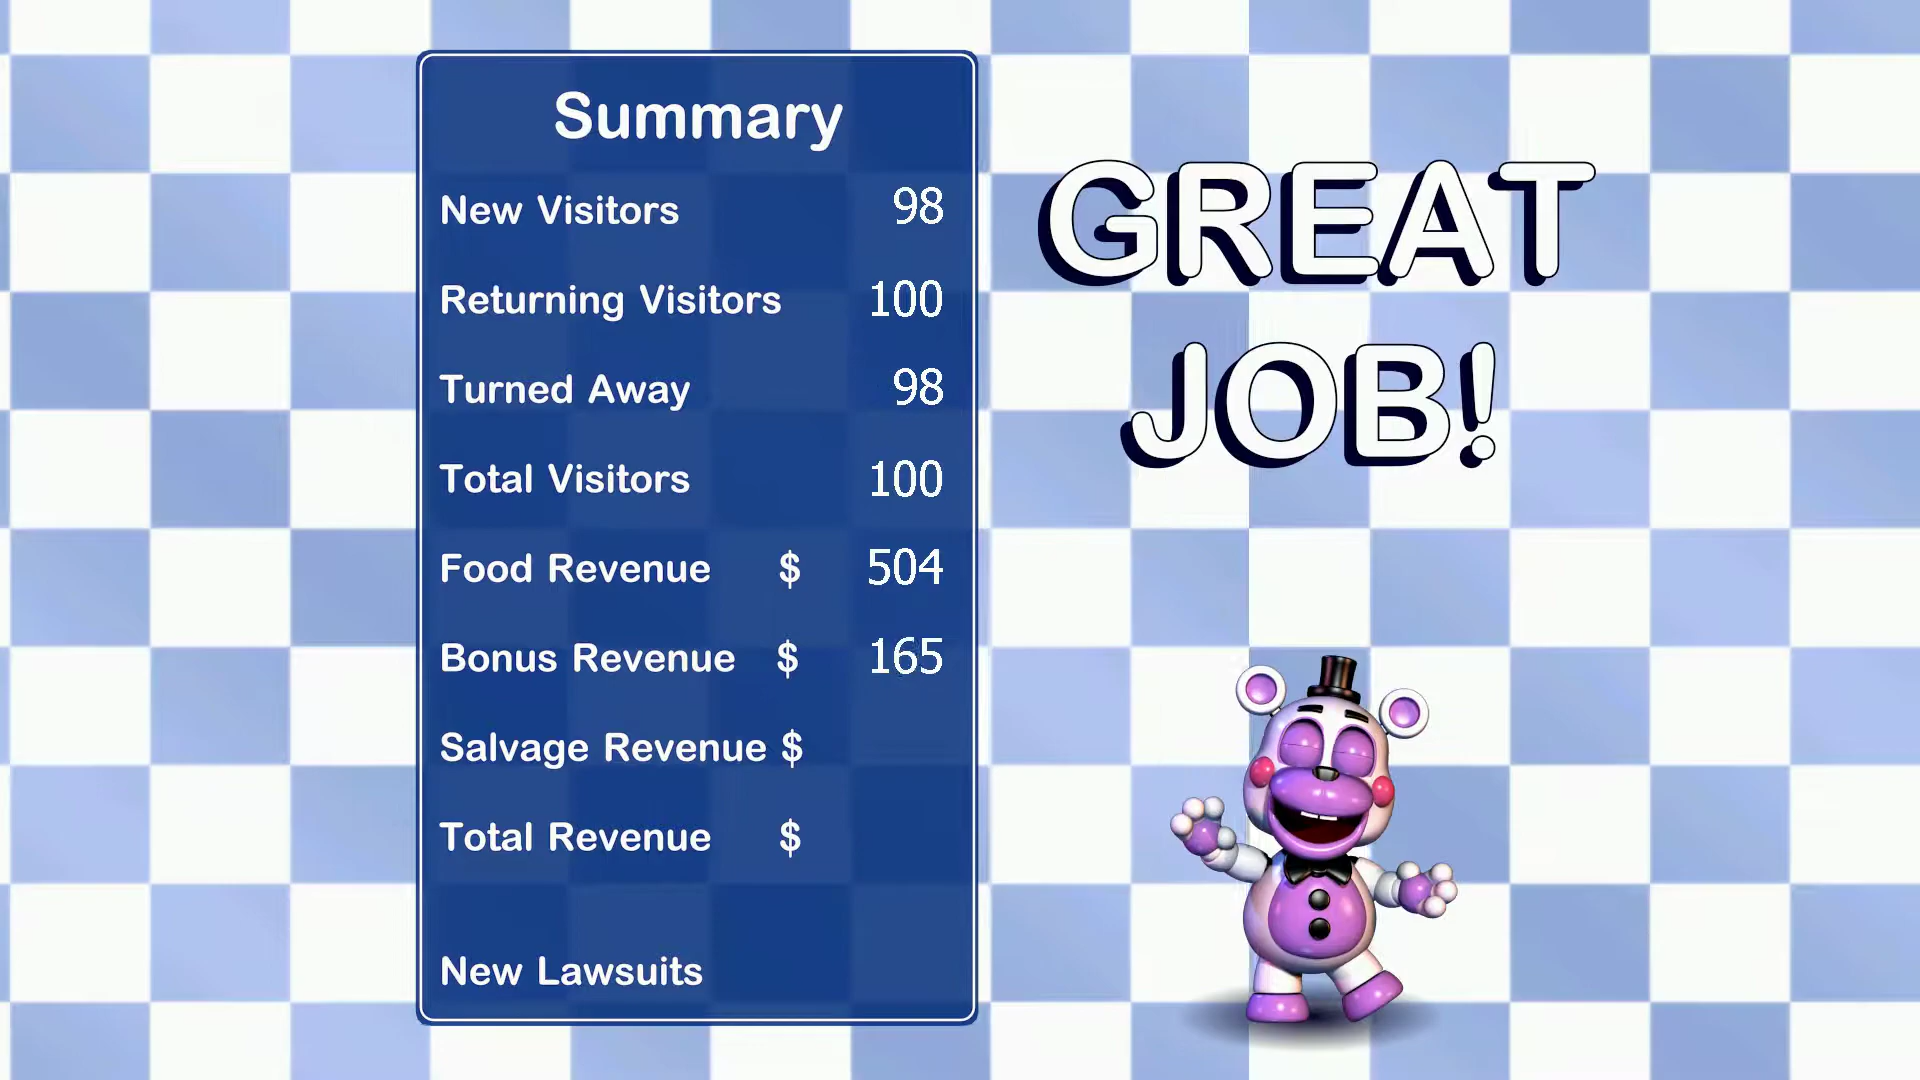 Summary
New Visitors 98
Returning Visitors 100
Turned Away 98
Total Visitors 100
Food Revenue $ 504
Bonus Revenue $ 165
Salvage Revenue $
Total Revenue $
New Lawsuits
GREAT
JOB!